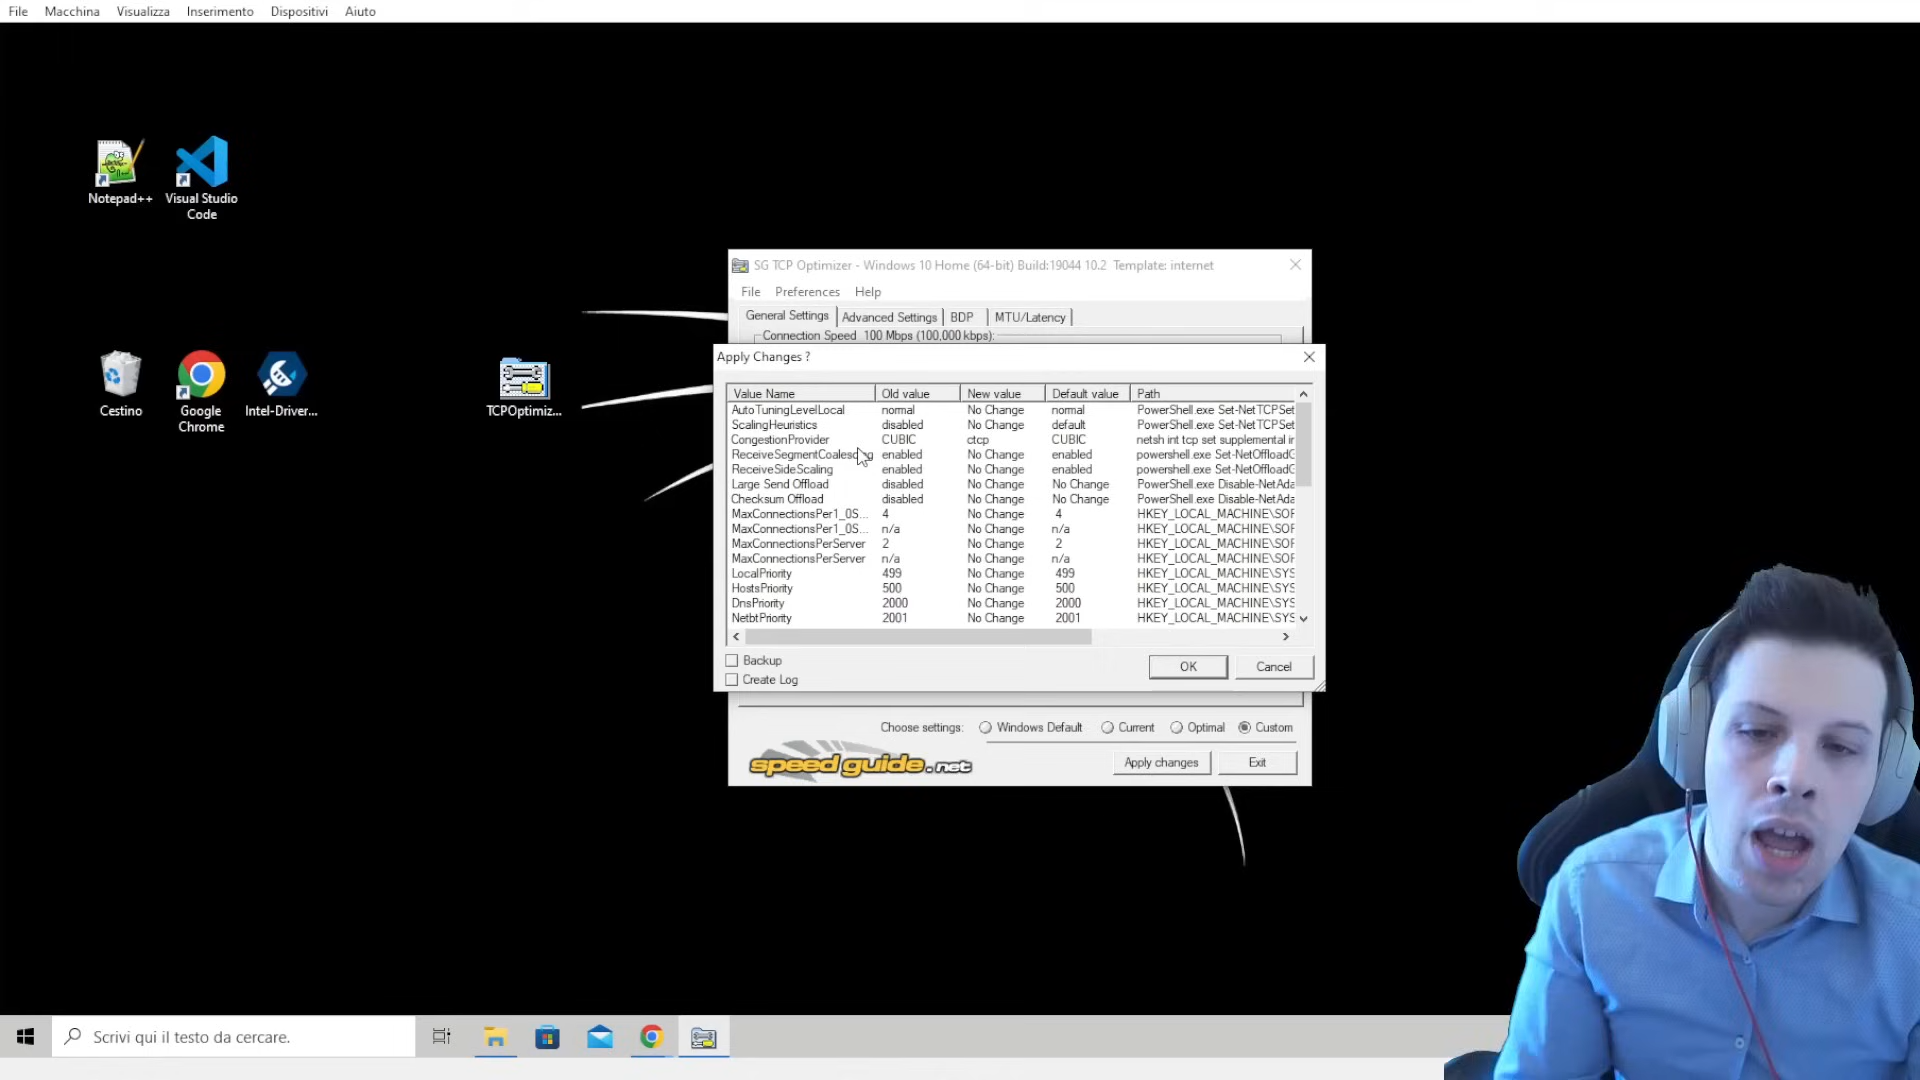 File Macchina Visualizza Inserimento Dispositivi Aiuto
Notepad++
Visual Studio
Code
Cestino
Google
Chrome
Intel-Driver...
TCPOptimiz...
SG TCP Optimizer - Windows 10 Home (64-bit) Build:19044 10.2 Template: internet
File Preferences Help
General Settings Advanced Settings BDP MTU/Latency
Connection Speed 100 Mbps (100,000 kbps):
Apply Changes ?
Value Name Old value New value Default value Path
AutoTuningLevelLocal normal No Change normal PowerShell.exe Set-NetTCPSet
ScalingHeuristics disabled No Change default PowerShell.exe Set-NetTCPSet
CongestionProvider CUBIC ctcp CUBIC netsh int tcp set supplemental in
ReceiveSegmentCoalescing enabled No Change enabled powershell.exe Set-NetOffloadG
ReceiveSideScaling enabled No Change enabled powershell.exe Set-NetOffloadG
Large Send Offload disabled No Change No Change PowerShell.exe Disable-NetAda
Checksum Offload disabled No Change No Change PowerShell.exe Disable-NetAda
MaxConnectionsPer1_0S... 4 No Change 4 HKEY_LOCAL_MACHINE\SOF
MaxConnectionsPer1_0S... n/a No Change n/a HKEY_LOCAL_MACHINE\SOF
MaxConnectionsPerServer 2 No Change 2 HKEY_LOCAL_MACHINE\SOF
MaxConnectionsPerServer n/a No Change n/a HKEY_LOCAL_MACHINE\SOF
LocalPriority 499 No Change 499 HKEY_LOCAL_MACHINE\SYS
HostsPriority 500 No Change 500 HKEY_LOCAL_MACHINE\SYS
DnsPriority 2000 No Change 2000 HKEY_LOCAL_MACHINE\SYS
NetbtPriority 2001 No Change 2001 HKEY_LOCAL_MACHINE\SYS
Backup
Create Log
OK Cancel
Choose settings: Windows Default Current Optimal Custom
speedguide.net
Apply changes Exit
Scrivi qui il testo da cercare.